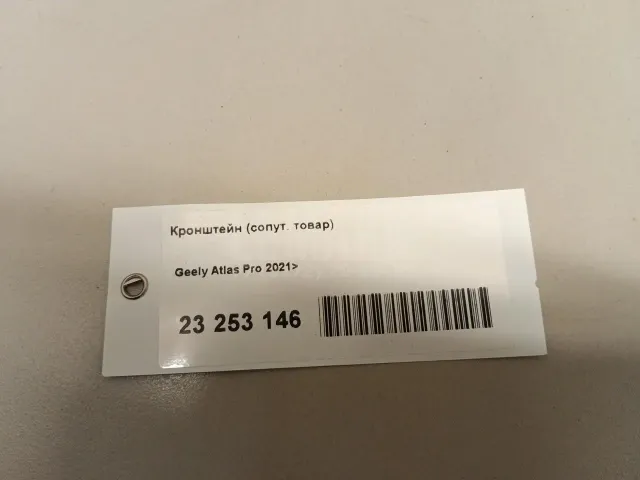 Кронштейн (сопут. товар)
Geely Atlas Pro 2021>
23 253 146